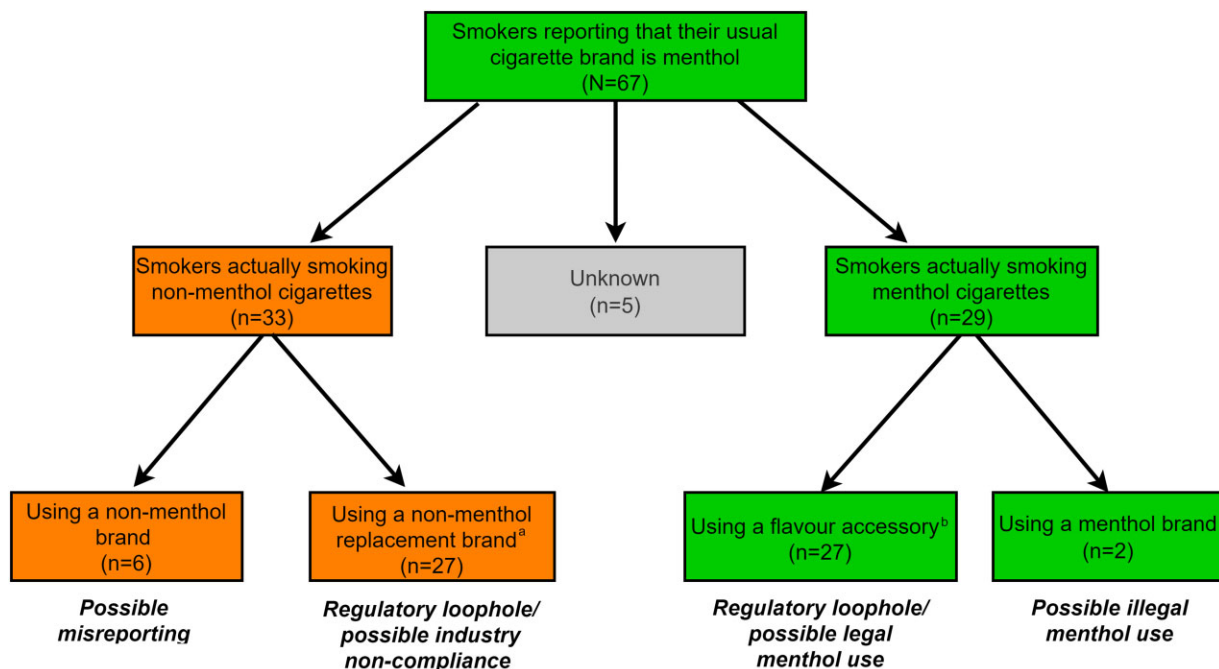 Smokers reporting that their usual
cigarette brand is menthol
(N=67)
Smokers actually smoking
non-menthol cigarettes
(n=33)
Unknown
(n=5)
Smokers actually smoking
menthol cigarettes
(n=29)
Using a non-menthol
brand
(n=6)
Using a non-menthol
replacement brandᵃ
(n=27)
Using a flavour accessoryᵇ
(n=27)
Using a menthol brand
(n=2)
Possible
misreporting
Regulatory loophole/
possible industry
non-compliance
Regulatory loophole/
possible legal
menthol use
Possible illegal
menthol use